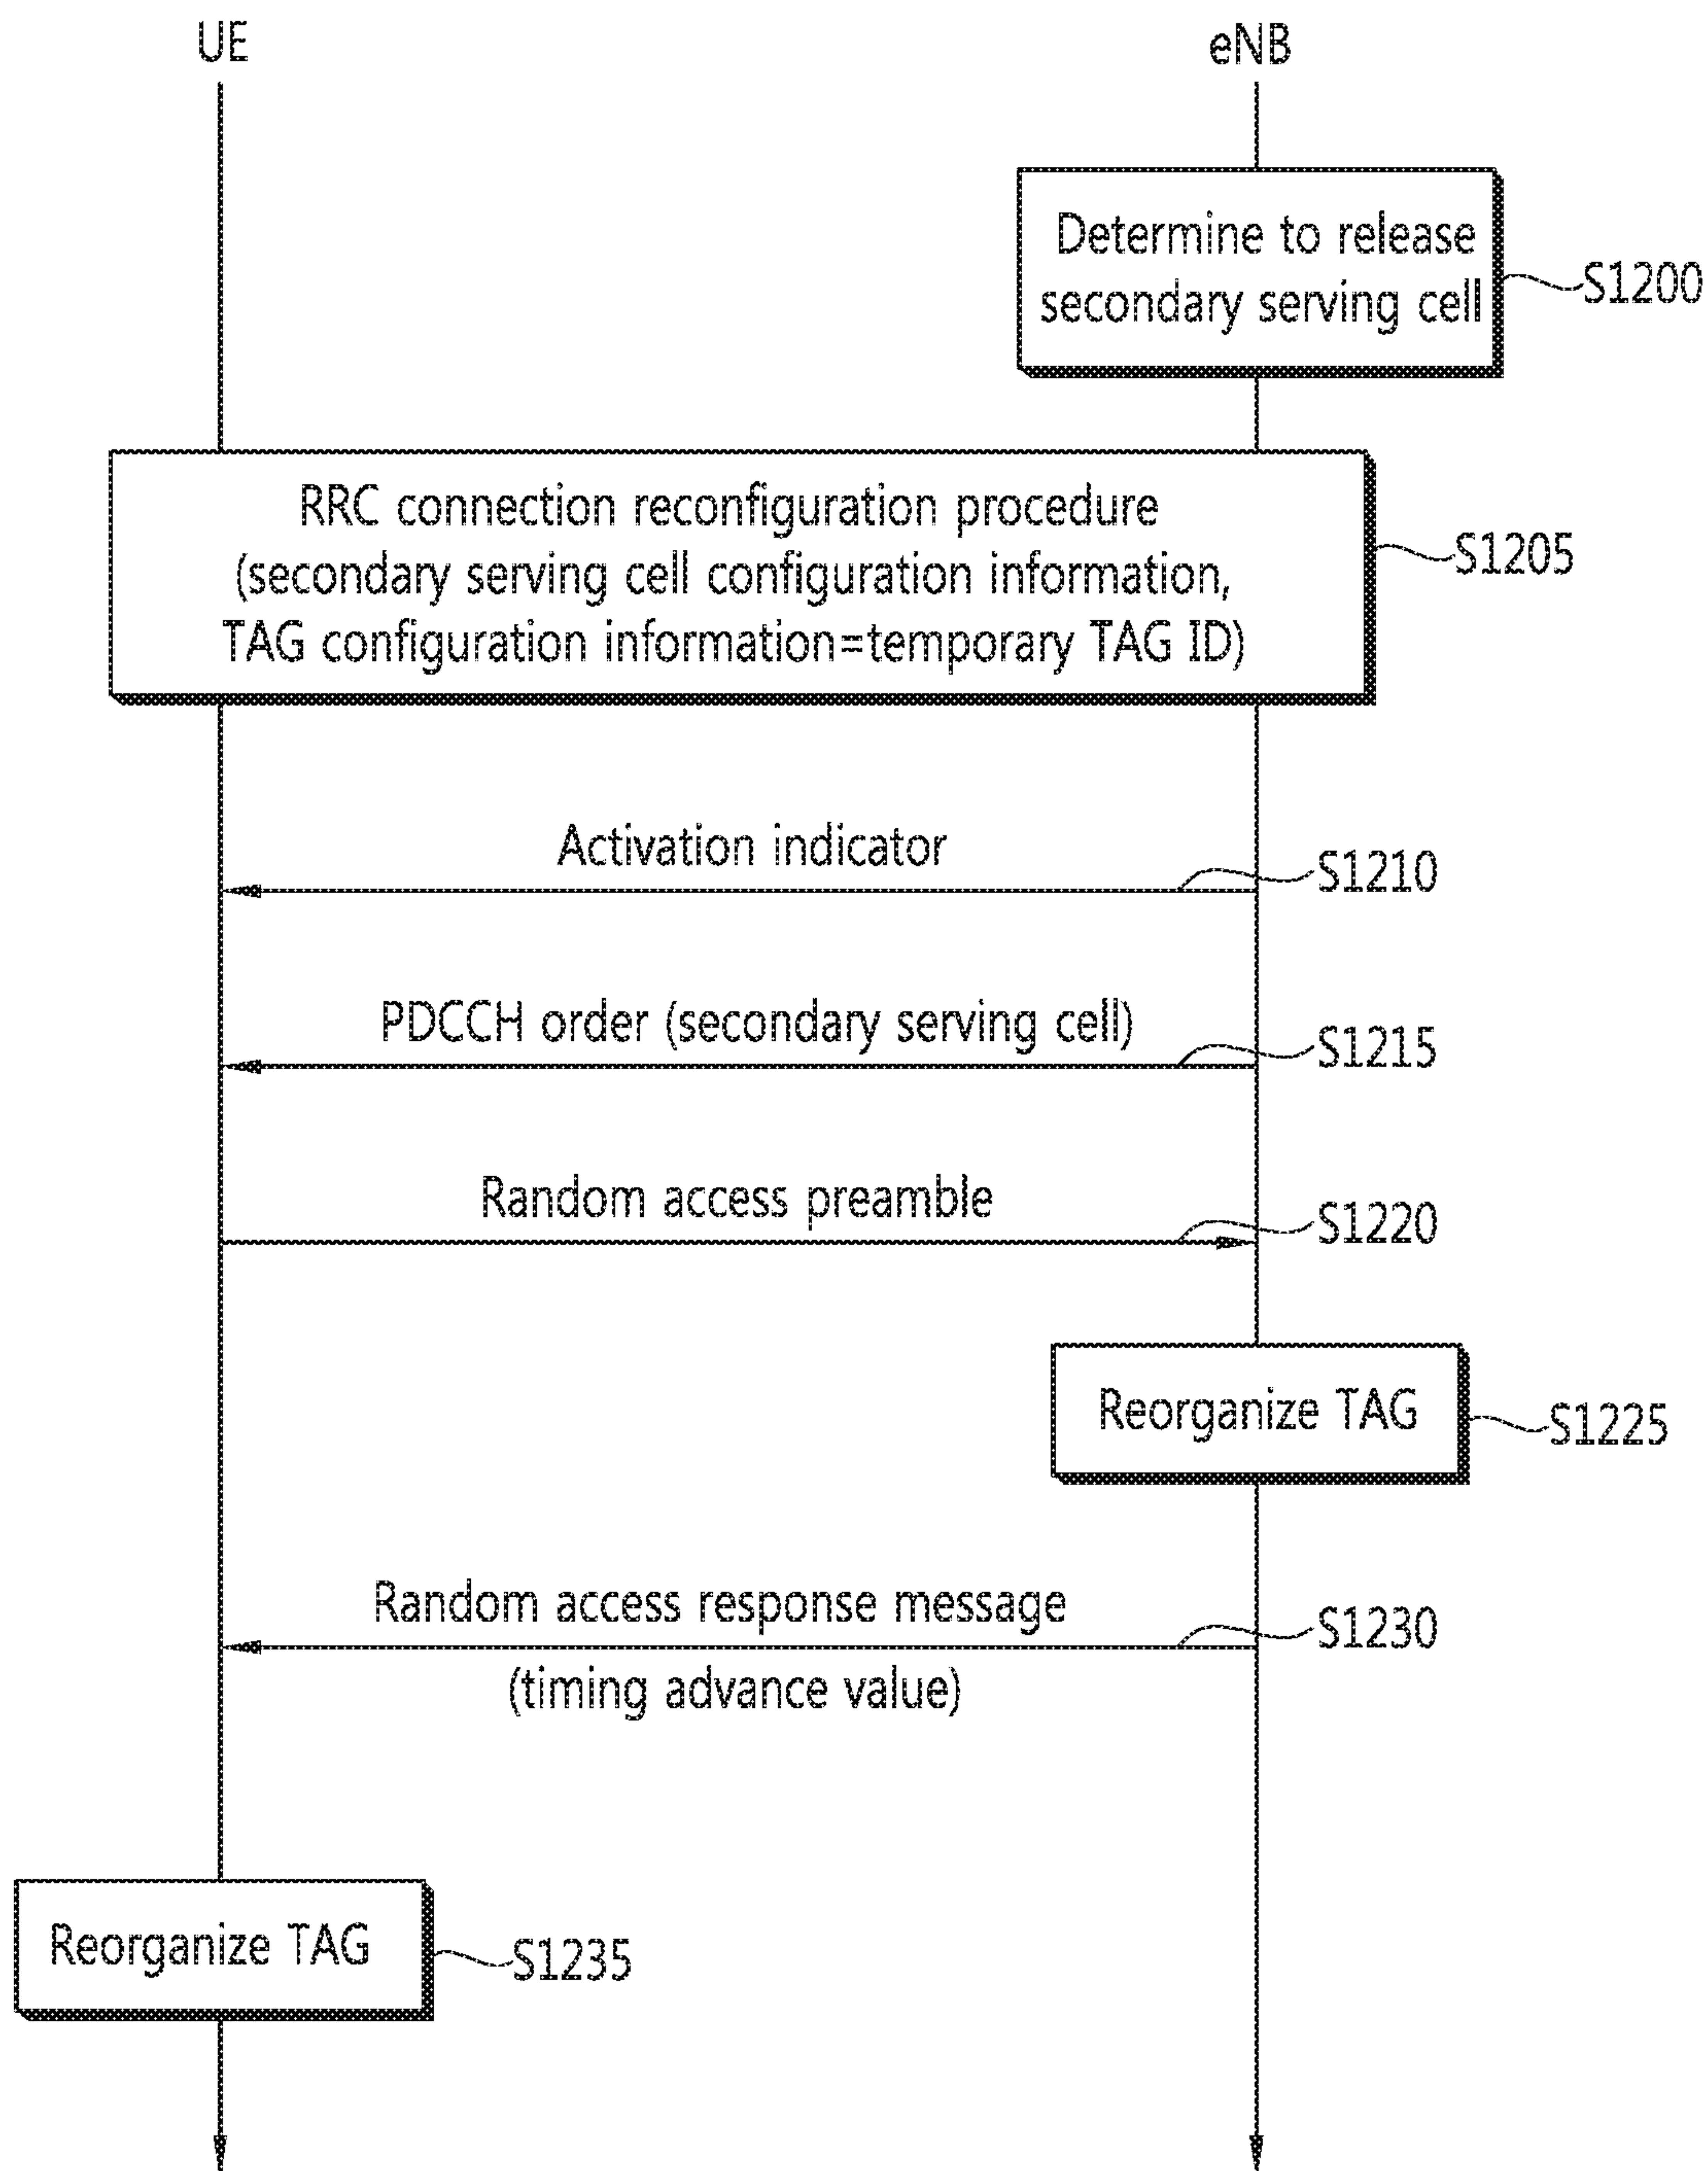 UE
eNB
Determine to release
secondary serving cell
S1200
RRC connection reconfiguration procedure
(secondary serving cell configuration information,
TAG configuration information=temporary TAG ID)
S1205
Activation indicator
S1210
PDCCH order (secondary serving cell)
S1215
Random access preamble
S1220
Reorganize TAG
S1225
Random access response message
S1230
(timing advance value)
Reorganize TAG
S1235